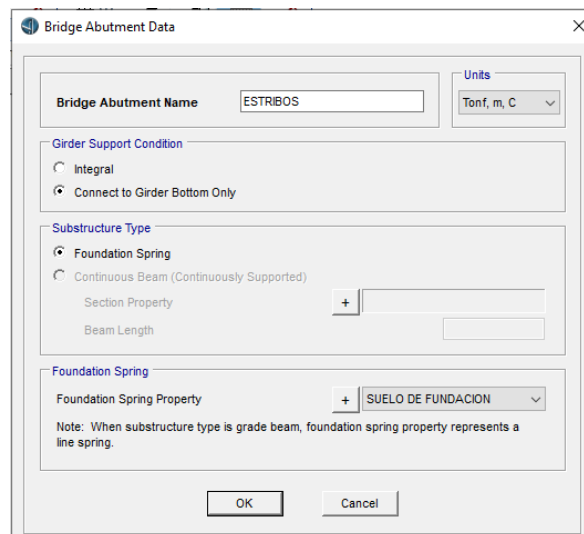 Bridge Abutment Data
Units
Bridge Abutment Name ESTRIBOS Tonf, m, C
Girder Support Condition
Integral
Connect to Girder Bottom Only
Substructure Type
Foundation Spring
Continuous Beam (Continuously Supported)
Section Property +
Beam Length
Foundation Spring
Foundation Spring Property + SUELO DE FUNDACION
Note: When substructure type is grade beam, foundation spring property represents a
line spring.
OK Cancel